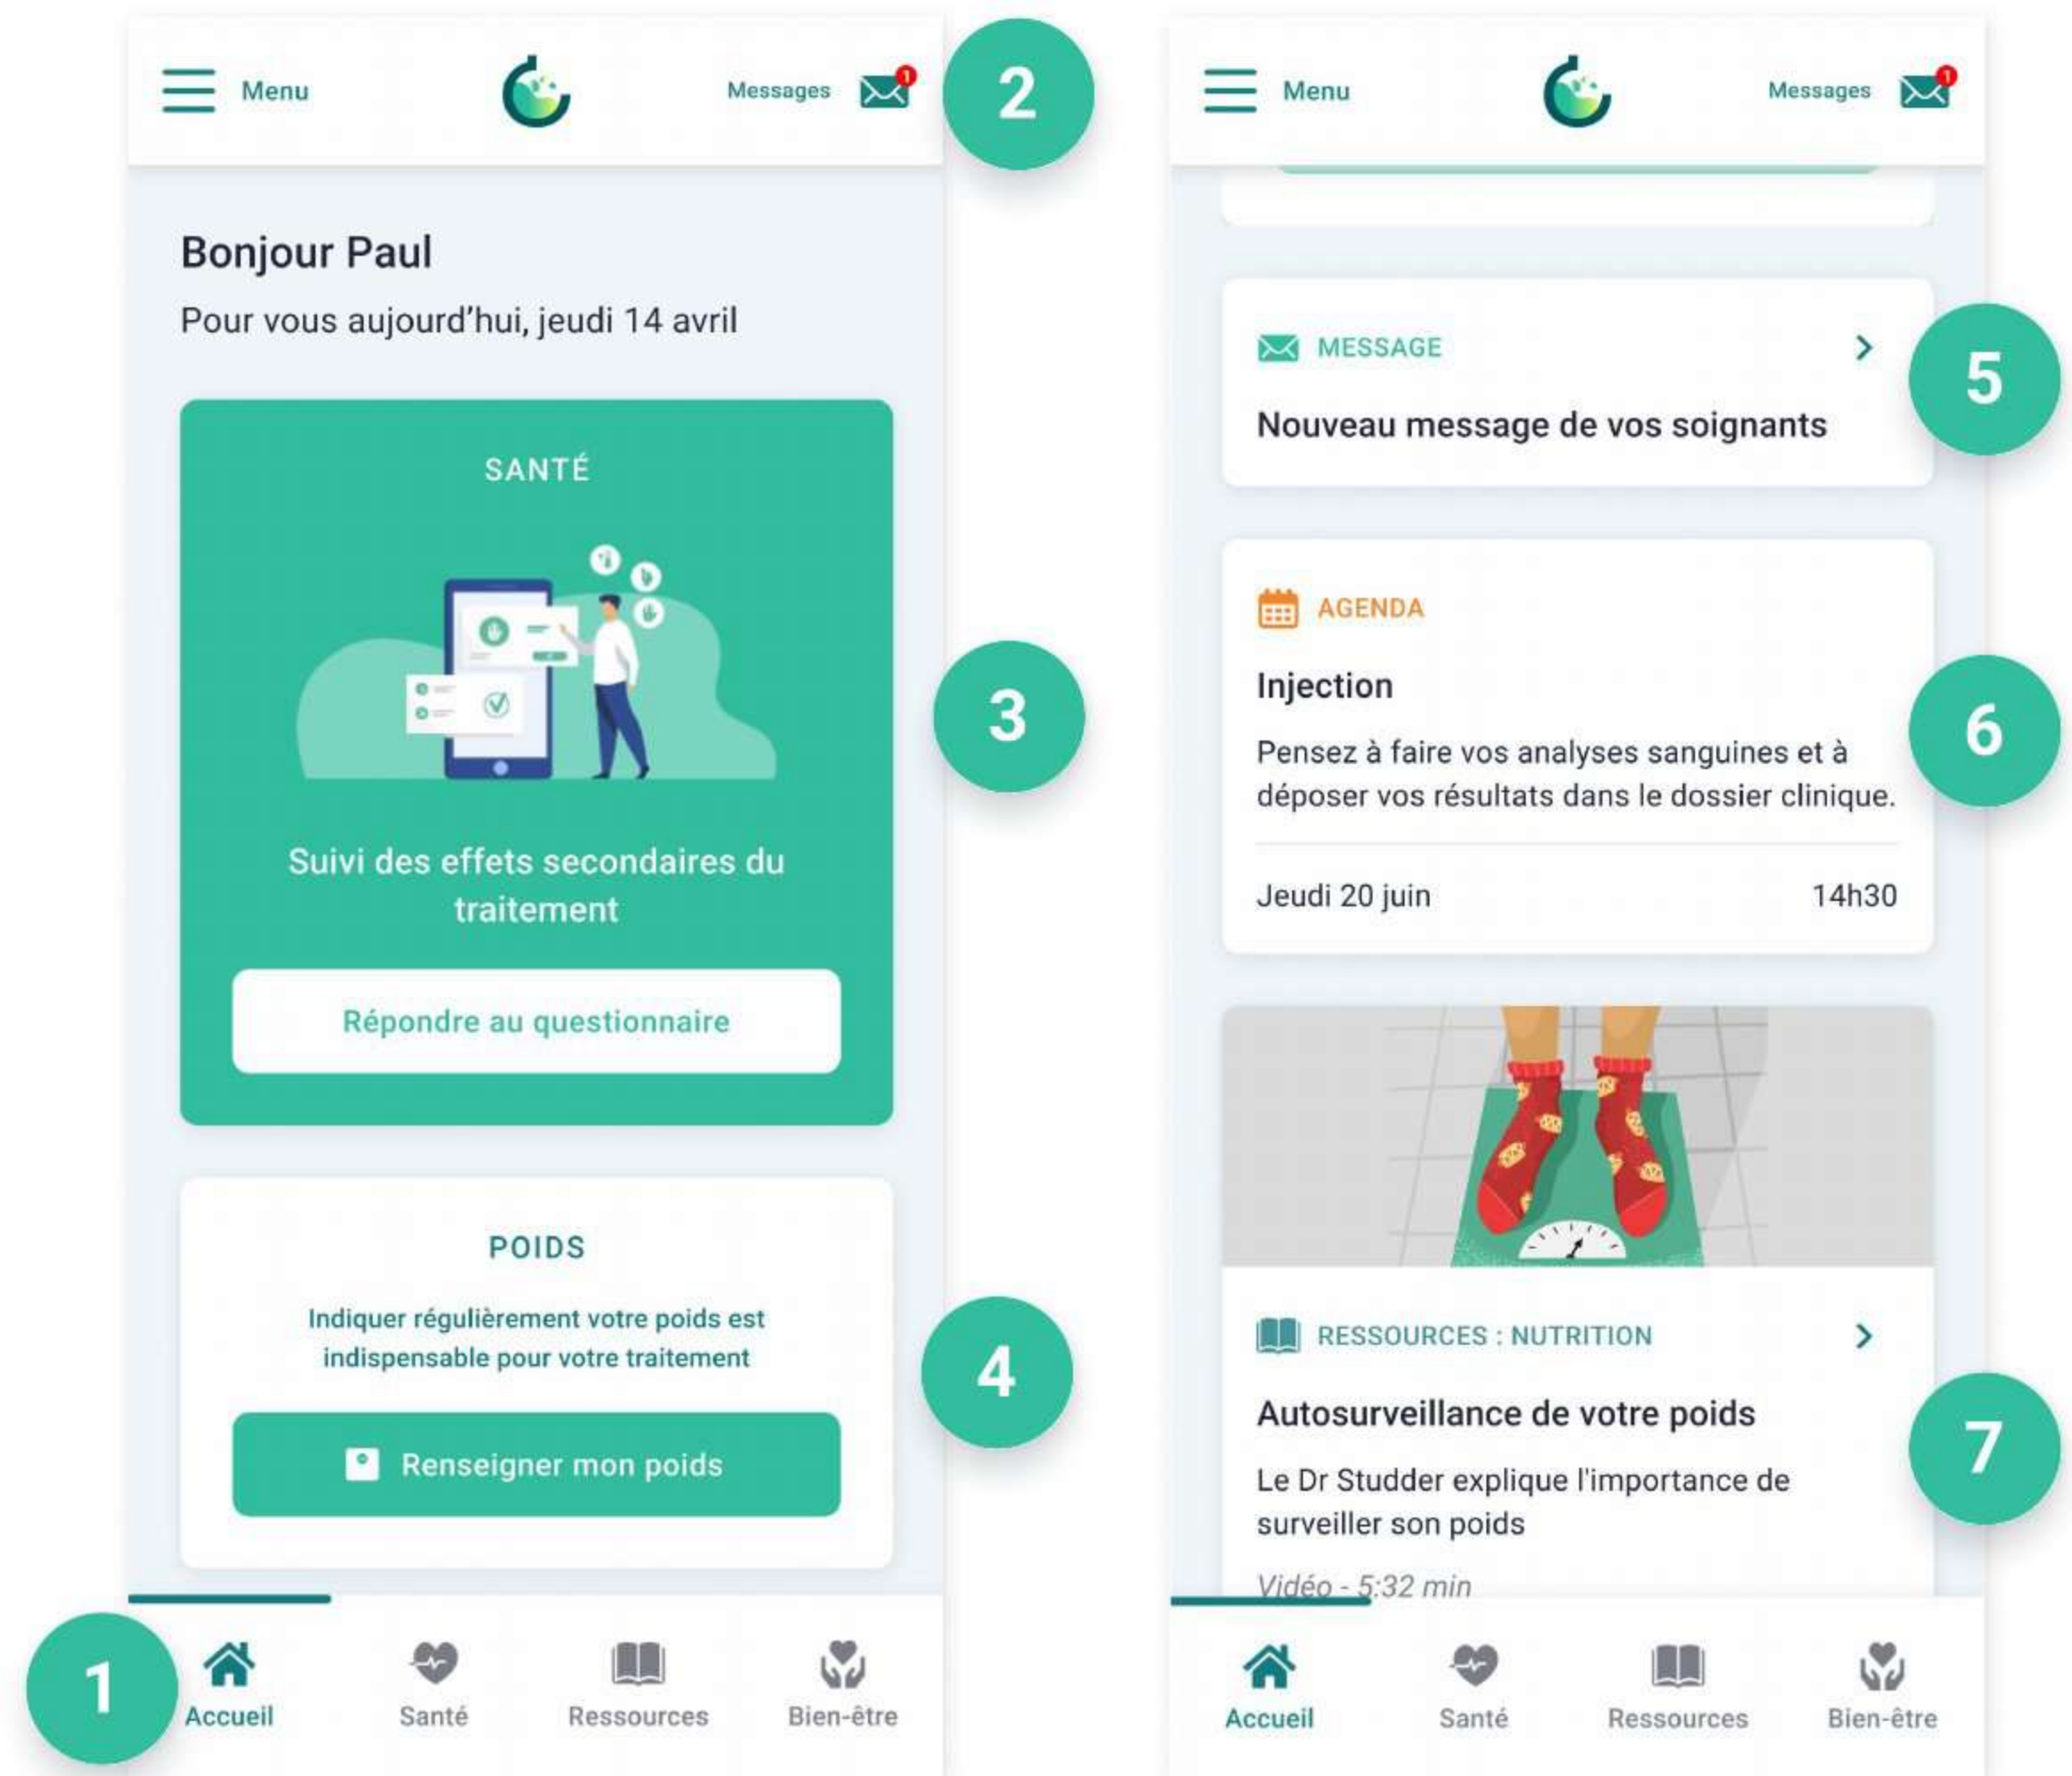 Menu
Messages
1
2
Bonjour Paul
Pour vous aujourd’hui, jeudi 14 avril
SANTÉ
3
Suivi des effets secondaires du
traitement
Répondre au questionnaire
POIDS
Indiquer régulièrement votre poids est
indispensable pour votre traitement
4
Renseigner mon poids
1
Accueil
Santé
Ressources
Bien-être
Menu
Messages
1
MESSAGE
5
Nouveau message de vos soignants
AGENDA
Injection
6
Pensez à faire vos analyses sanguines et à
déposer vos résultats dans le dossier clinique.
Jeudi 20 juin
14h30
RESSOURCES : NUTRITION
Autosurveillance de votre poids
7
Le Dr Studder explique l'importance de
surveiller son poids
Vidéo - 5:32 min
Accueil
Santé
Ressources
Bien-être